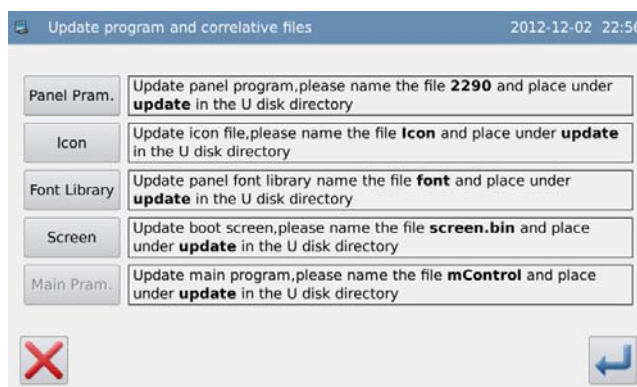 Update program and correlative files 2012-12-02 22:56
Panel Pram.
Update panel program,please name the file 2290 and place under
update in the U disk directory
Icon
Update icon file,please name the file Icon and place under update
in the U disk directory
Font Library
Update panel font library name the file font and place under
update in the U disk directory
Screen
Update boot screen,please name the file screen.bin and place
under update in the U disk directory
Main Pram.
Update main program,please name the file mControl and place
under update in the U disk directory